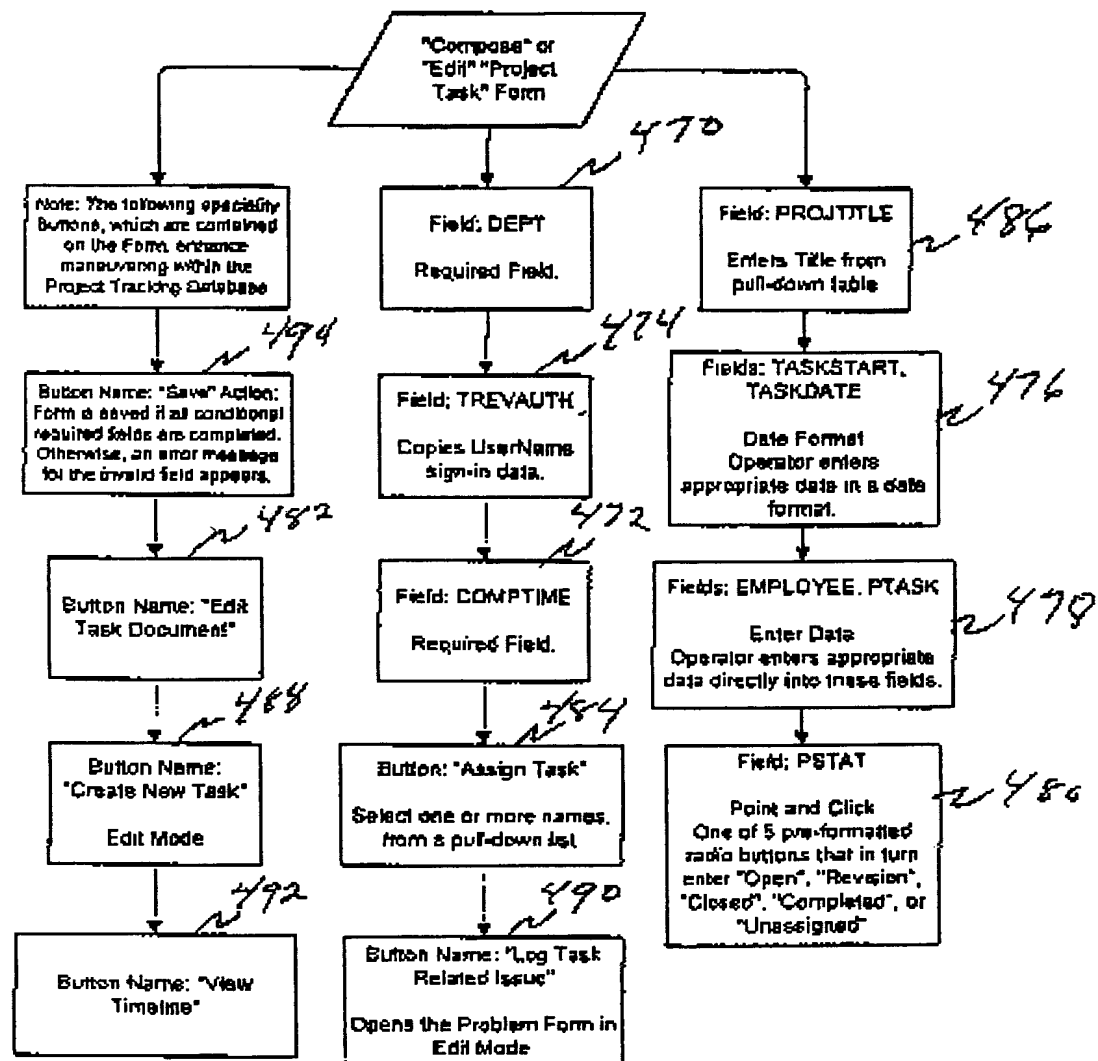 "Compose" or
"Edit" "Project
Task" Form
470
Note: The following speciality
Buttons, which are contained
on the Form, enhance
maneuvering within the
Project Tracking Database
Field: DEPT
Required Field.
Field: PROJTITLE
Enters Title from
pull-down table
486
494
Button Name: "Save" Action:
Form is saved if all conditional
required fields are completed.
Otherwise, an error message
for the invalid field appears.
474
Field: TREVAUTH
Copies UserName
sign-in data.
Fields: TASKSTART,
TASKDATE
Date Format
Operator enters
appropriate data in a date
format.
476
482
Button Name: "Edit
Task Document"
472
Field: COMPTIME
Required Field.
Fields: EMPLOYEE, PTASK
Enter Data
Operator enters appropriate
data directly into these fields.
478
488
Button Name:
"Create New Task"
Edit Mode
484
Button: "Assign Task"
Select one or more names,
from a pull-down list
Field: PSTAT
Point and Click
One of 5 pre-formatted
radio buttons that in turn
enter "Open", "Revision",
"Closed", "Completed", or
"Unassigned"
480
492
Button Name: "View
Timeline"
490
Button Name: "Log Task
Related Issue"
Opens the Problem Form in
Edit Mode